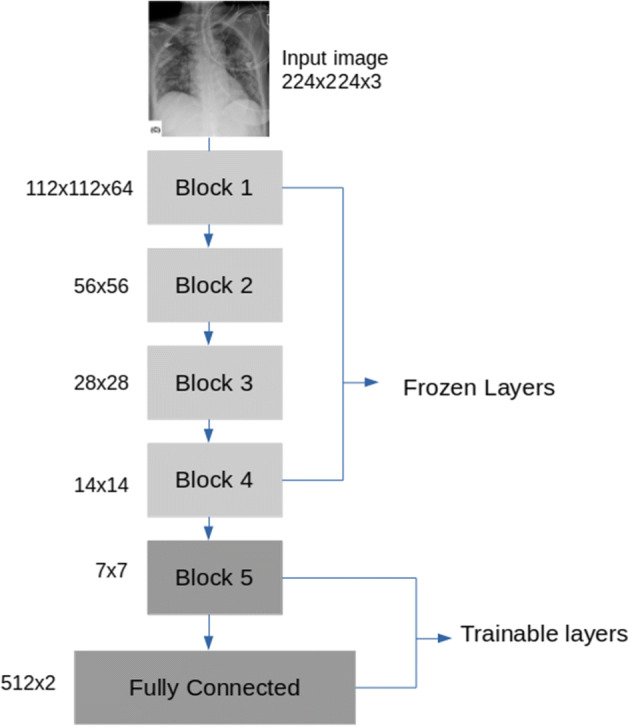 Input image
224x224x3
112x112x64
Block 1
56x56
Block 2
28x28
Block 3
Frozen Layers
14x14
Block 4
7x7
Block 5
Trainable layers
512x2
Fully Connected